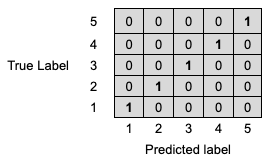 5 0 0 0 0 1
4 0 0 0 1 0
True Label 3 0 0 1 0 0
2 0 1 0 0 0
1 1 0 0 0 0
1 2 3 4 5
Predicted label